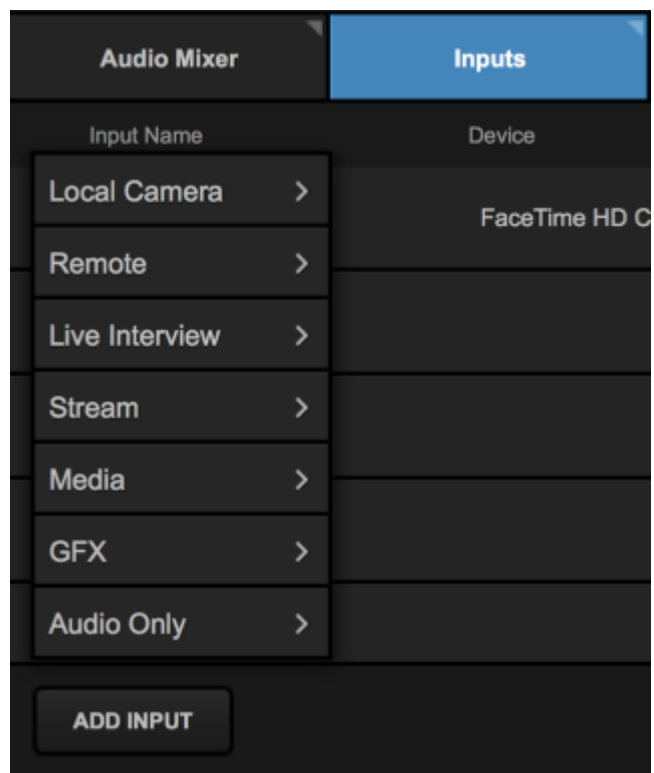 Audio Mixer
Inputs
Input Name
Device
Local Camera
FaceTime HD C
Remote
Live Interview
Stream
Media
GFX
Audio Only
ADD INPUT